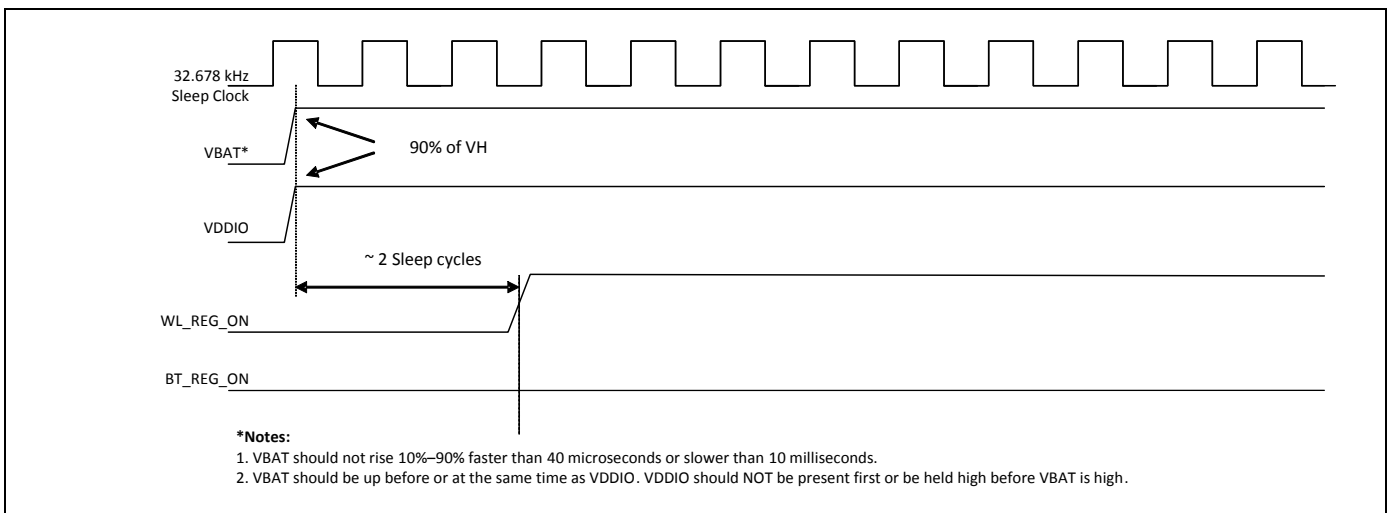 32.678 kHz
Sleep Clock
VBAT*
90% of VH
VDDIO
~ 2 Sleep cycles
WL_REG_ON
BT_REG_ON
*Notes:
1. VBAT should not rise 10%–90% faster than 40 microseconds or slower than 10 milliseconds.
2. VBAT should be up before or at the same time as VDDIO. VDDIO should NOT be present first or be held high before VBAT is high.